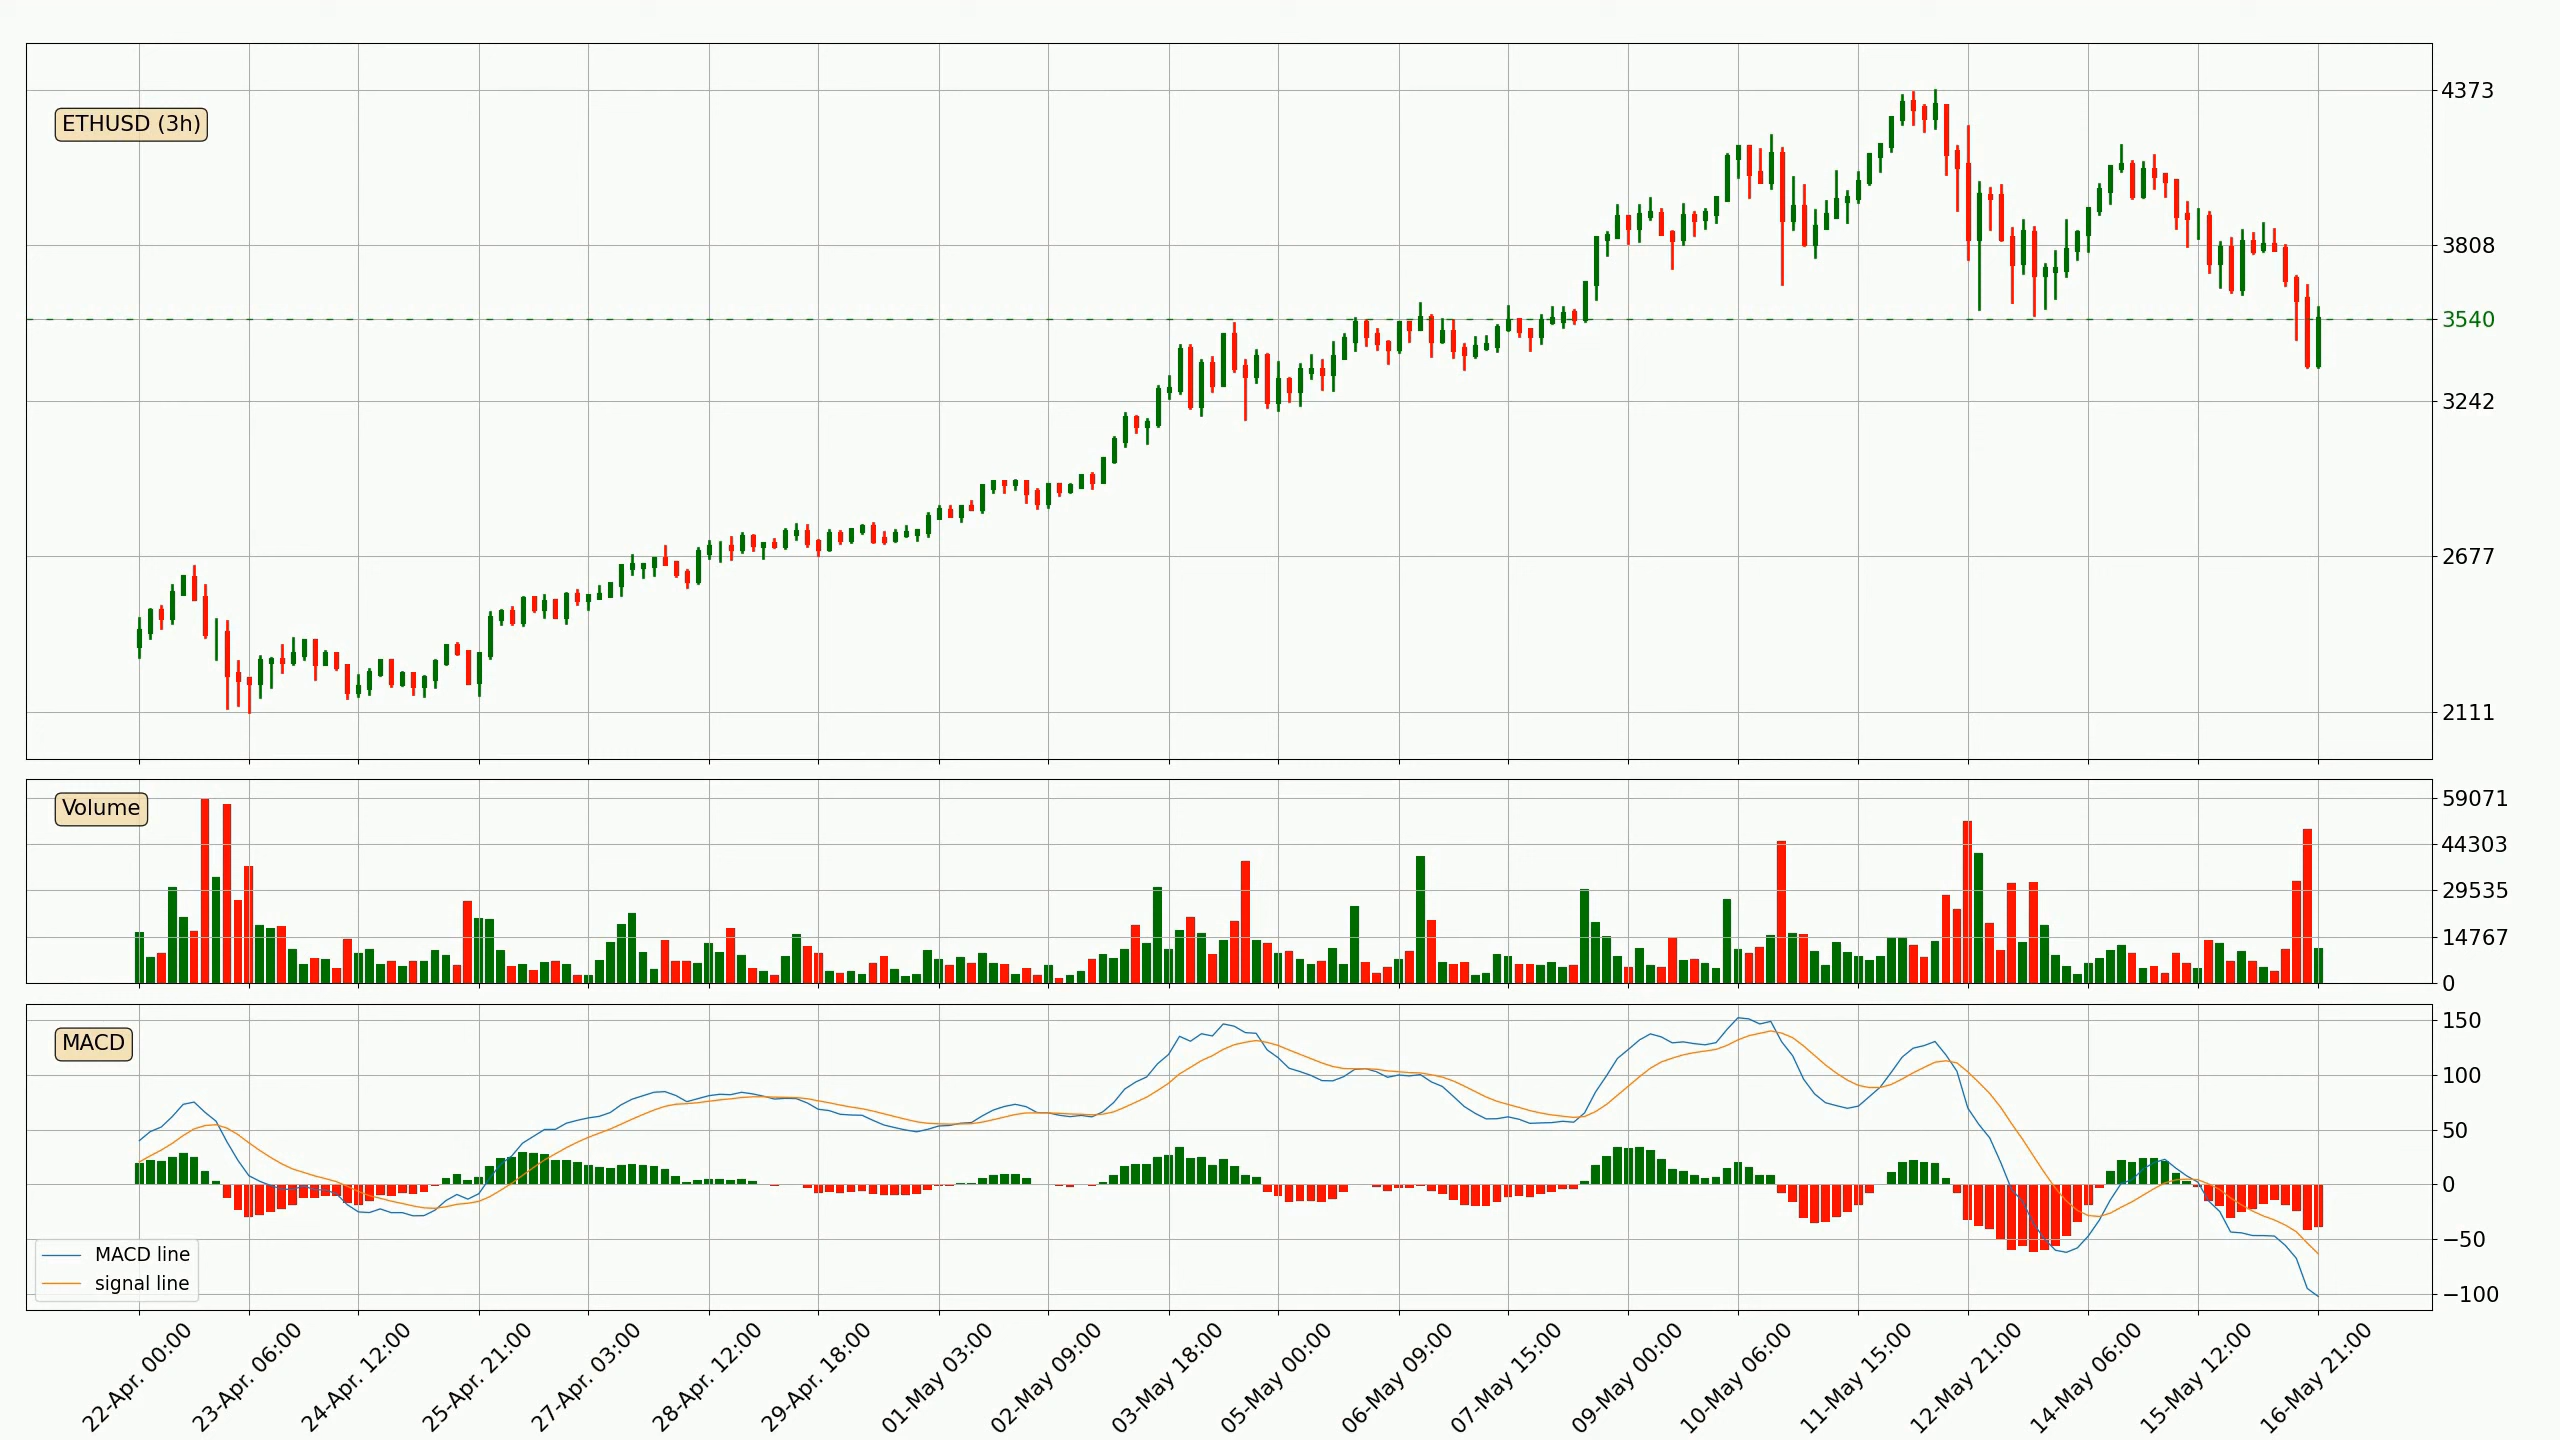 ETHUSD (3h)
4373
3808
3540
3242
2677
2111
Volume
59071
44303
29535
14767
0
MACD
150
100
50
0
−50
−100
MACD line
signal line
22-Apr. 00:00
23-Apr. 06:00
24-Apr. 12:00
25-Apr. 21:00
27-Apr. 03:00
28-Apr. 12:00
29-Apr. 18:00
01-May 03:00
02-May 09:00
03-May 18:00
05-May 00:00
06-May 09:00
07-May 15:00
09-May 00:00
10-May 06:00
11-May 15:00
12-May 21:00
14-May 06:00
15-May 12:00
16-May 21:00